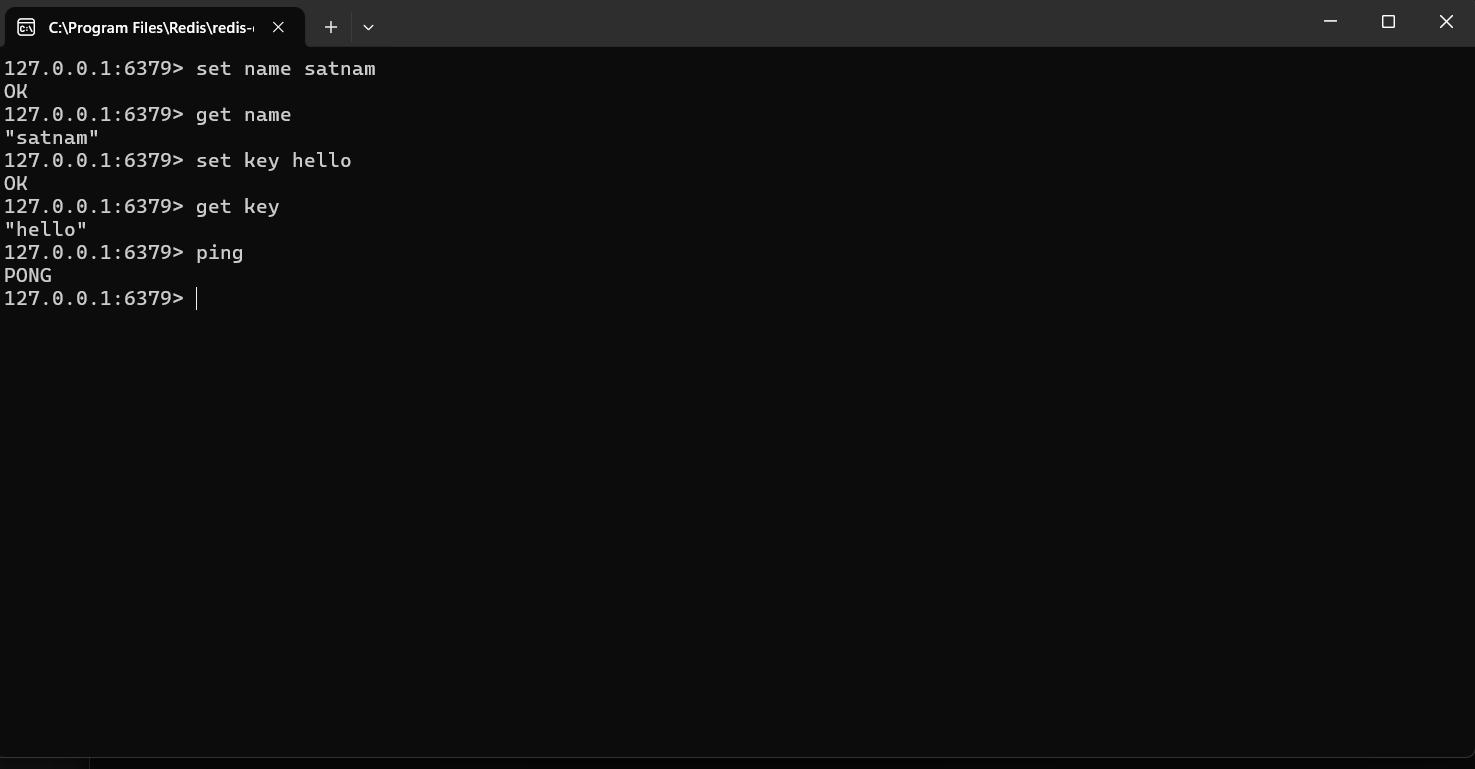 C:\Program Files\Redis\redis-
127.0.0.1:6379> set name satnam
OK
127.0.0.1:6379> get name
"satnam"
127.0.0.1:6379> set key hello
OK
127.0.0.1:6379> get key
"hello"
127.0.0.1:6379> ping
PONG
127.0.0.1:6379>